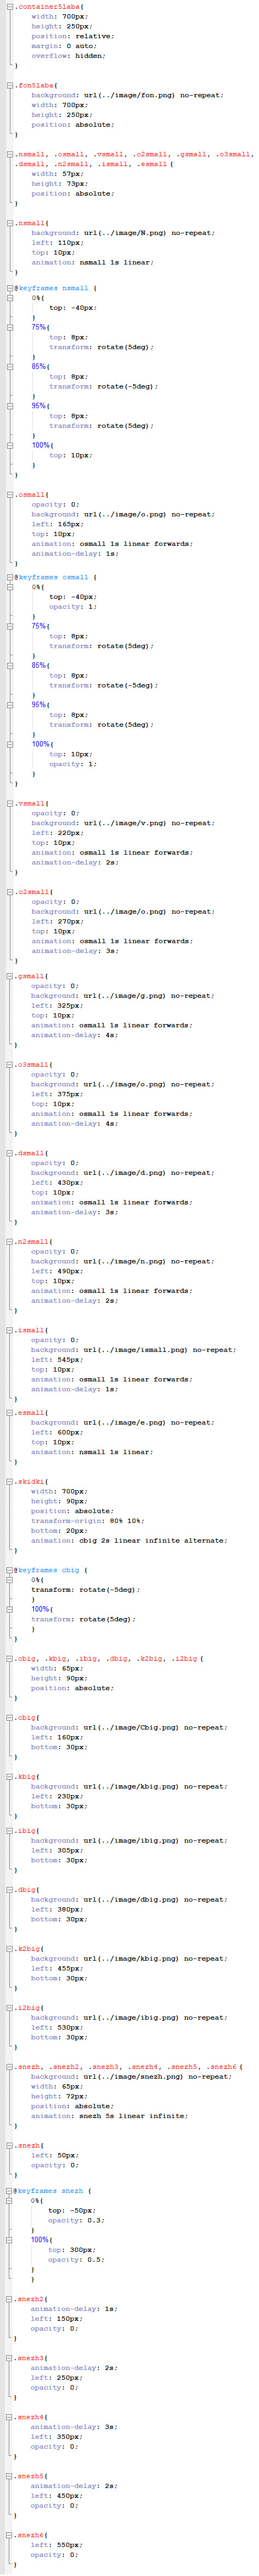 .container5laba{
width: 700px;
height: 250px;
position: relative;
margin: 0 auto;
overflow: hidden;
}
.fon5laba{
background: url(../image/fon.png) no-repeat;
width: 700px;
height: 250px;
position: absolute;
}
.nsmall, .osmall, .vsmall, .o2small, .gsmall, .o3small,
.dsmall, .n2small, .ismall, .esmall{
width: 57px;
height: 73px;
position: absolute;
}
.nsmall{
background: url(../image/N.png) no-repeat;
left: 110px;
top: 10px;
animation: nsmall 1s linear;
}
@keyframes nsmall {
0%{
top: -40px;
}
75%{
top: 8px;
transform: rotate(5deg);
}
85%{
top: 8px;
transform: rotate(-5deg);
}
95%{
top: 8px;
transform: rotate(5deg);
}
100%{
top: 10px;
}
}
.osmall{
opacity: 0;
background: url(../image/o.png) no-repeat;
left: 165px;
top: 10px;
animation: osmall 1s linear forwards;
animation-delay: 1s;
}
@keyframes osmall {
0%{
top: -40px;
opacity: 1;
}
75%{
top: 8px;
transform: rotate(5deg);
}
85%{
top: 8px;
transform: rotate(-5deg);
}
95%{
top: 8px;
transform: rotate(5deg);
}
100%{
top: 10px;
opacity: 1;
}
}
.vsmall{
opacity: 0;
background: url(../image/v.png) no-repeat;
left: 220px;
top: 10px;
animation: osmall 1s linear forwards;
animation-delay: 2s;
}
.o2small{
opacity: 0;
background: url(../image/o.png) no-repeat;
left: 270px;
top: 10px;
animation: osmall 1s linear forwards;
animation-delay: 3s;
}
.gsmall{
opacity: 0;
background: url(../image/g.png) no-repeat;
left: 325px;
top: 10px;
animation: osmall 1s linear forwards;
animation-delay: 4s;
}
.o3small{
opacity: 0;
background: url(../image/o.png) no-repeat;
left: 375px;
top: 10px;
animation: osmall 1s linear forwards;
animation-delay: 4s;
}
.dsmall{
opacity: 0;
background: url(../image/d.png) no-repeat;
left: 430px;
top: 10px;
animation: osmall 1s linear forwards;
animation-delay: 3s;
}
.n2small{
opacity: 0;
background: url(../image/n.png) no-repeat;
left: 490px;
top: 10px;
animation: osmall 1s linear forwards;
animation-delay: 2s;
}
.ismall{
opacity: 0;
background: url(../image/ismall.png) no-repeat;
left: 545px;
top: 10px;
animation: osmall 1s linear forwards;
animation-delay: 1s;
}
.esmall{
background: url(../image/e.png) no-repeat;
left: 600px;
top: 10px;
animation: nsmall 1s linear;
}
.skidki{
width: 700px;
height: 90px;
position: absolute;
transform-origin: 80% 10%;
bottom: 20px;
animation: cbig 2s linear infinite alternate;
}
@keyframes cbig {
0%{
transform: rotate(-5deg);
}
100%{
transform: rotate(5deg);
}
}
.cbig, .kbig, .ibig, .dbig, .k2big, .i2big {
width: 65px;
height: 90px;
position: absolute;
}
.cbig{
background: url(../image/Cbig.png) no-repeat;
left: 160px;
bottom: 30px;
}
.kbig{
background: url(../image/kbig.png) no-repeat;
left: 230px;
bottom: 30px;
}
.ibig{
background: url(../image/ibig.png) no-repeat;
left: 305px;
bottom: 30px;
}
.dbig{
background: url(../image/dbig.png) no-repeat;
left: 380px;
bottom: 30px;
}
.k2big{
background: url(../image/kbig.png) no-repeat;
left: 455px;
bottom: 30px;
}
.i2big{
background: url(../image/ibig.png) no-repeat;
left: 530px;
bottom: 30px;
}
.snezh, .snezh2, .snezh3, .snezh4, .snezh5, .snezh6 {
background: url(../image/snezh.png) no-repeat;
width: 65px;
height: 72px;
position: absolute;
animation: snezh 5s linear infinite;
}
.snezh{
left: 50px;
opacity: 0;
}
@keyframes snezh {
0%{
top: -50px;
opacity: 0.3;
}
100%{
top: 300px;
opacity: 0.5;
}
}
.snezh2{
animation-delay: 1s;
left: 150px;
opacity: 0;
}
.snezh3{
animation-delay: 2s;
left: 250px;
opacity: 0;
}
.snezh4{
animation-delay: 3s;
left: 350px;
opacity: 0;
}
.snezh5{
animation-delay: 2s;
left: 450px;
opacity: 0;
}
.snezh6{
left: 550px;
opacity: 0;
}